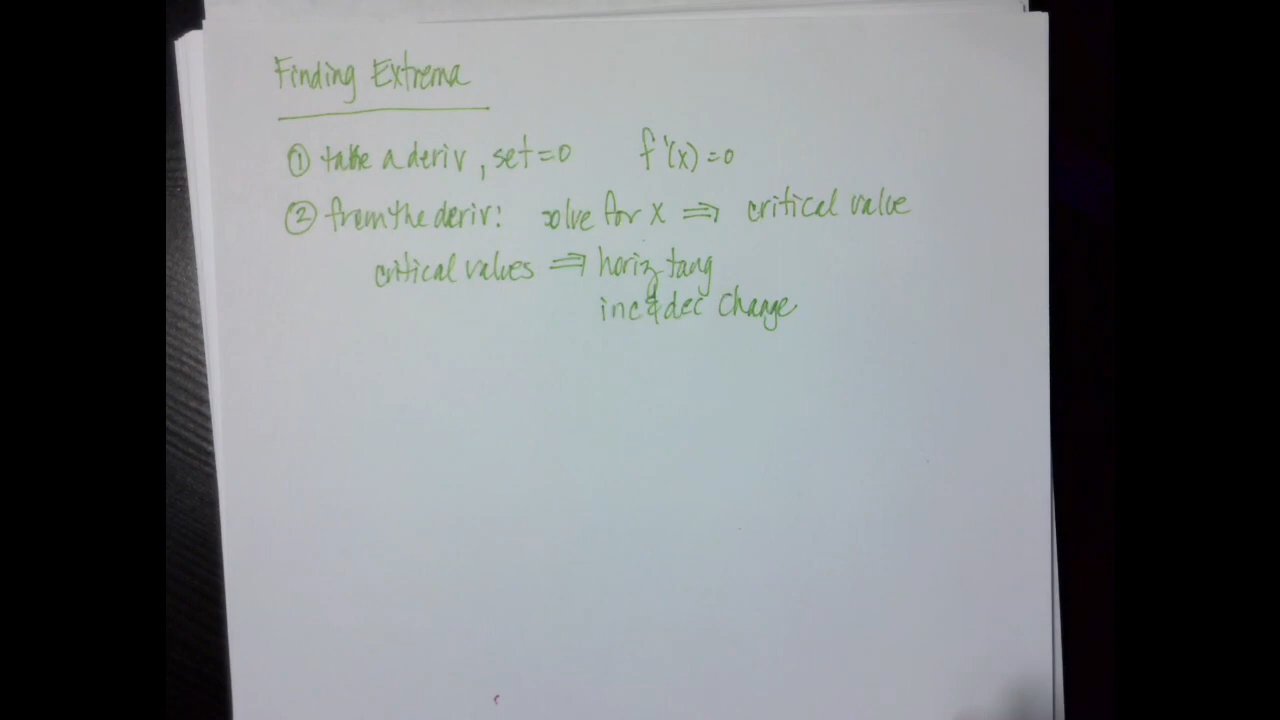 Finding Extrema
① take a deriv, set=0 f'(x)=0
② from the deriv: solve for x ⇒ critical value
critical values ⇒ horiz tang
inc & dec change